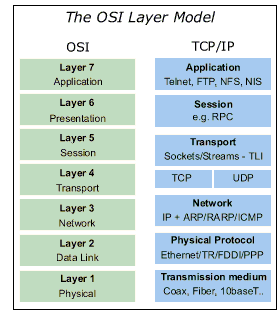 The OSI Layer Model
OSI
Layer 7
Application
Layer 6
Presentation
Layer 5
Session
Layer 4
Transport
Layer 3
Network
Layer 2
Data Link
Layer 1
Physical
TCP/IP
Application
Telnet, FTP, NFS, NIS
Session
e.g. RPC
Transport
Sockets/Streams - TLI
TCP
UDP
Network
IP + ARP/RARP/ICMP
Physical Protocol
Ethernet/TR/FDDI/PPP
Transmission medium
Coax, Fiber, 10baseT..